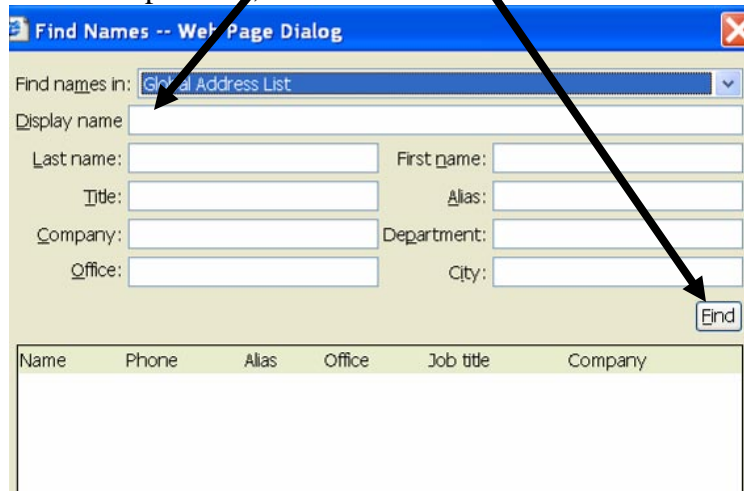 Find Names -- Web Page Dialog
Find names in: Global Address List
Display name
Last name: First name:
Title: Alias:
Company: Department:
Office: City:
Find
Name Phone Alias Office Job title Company